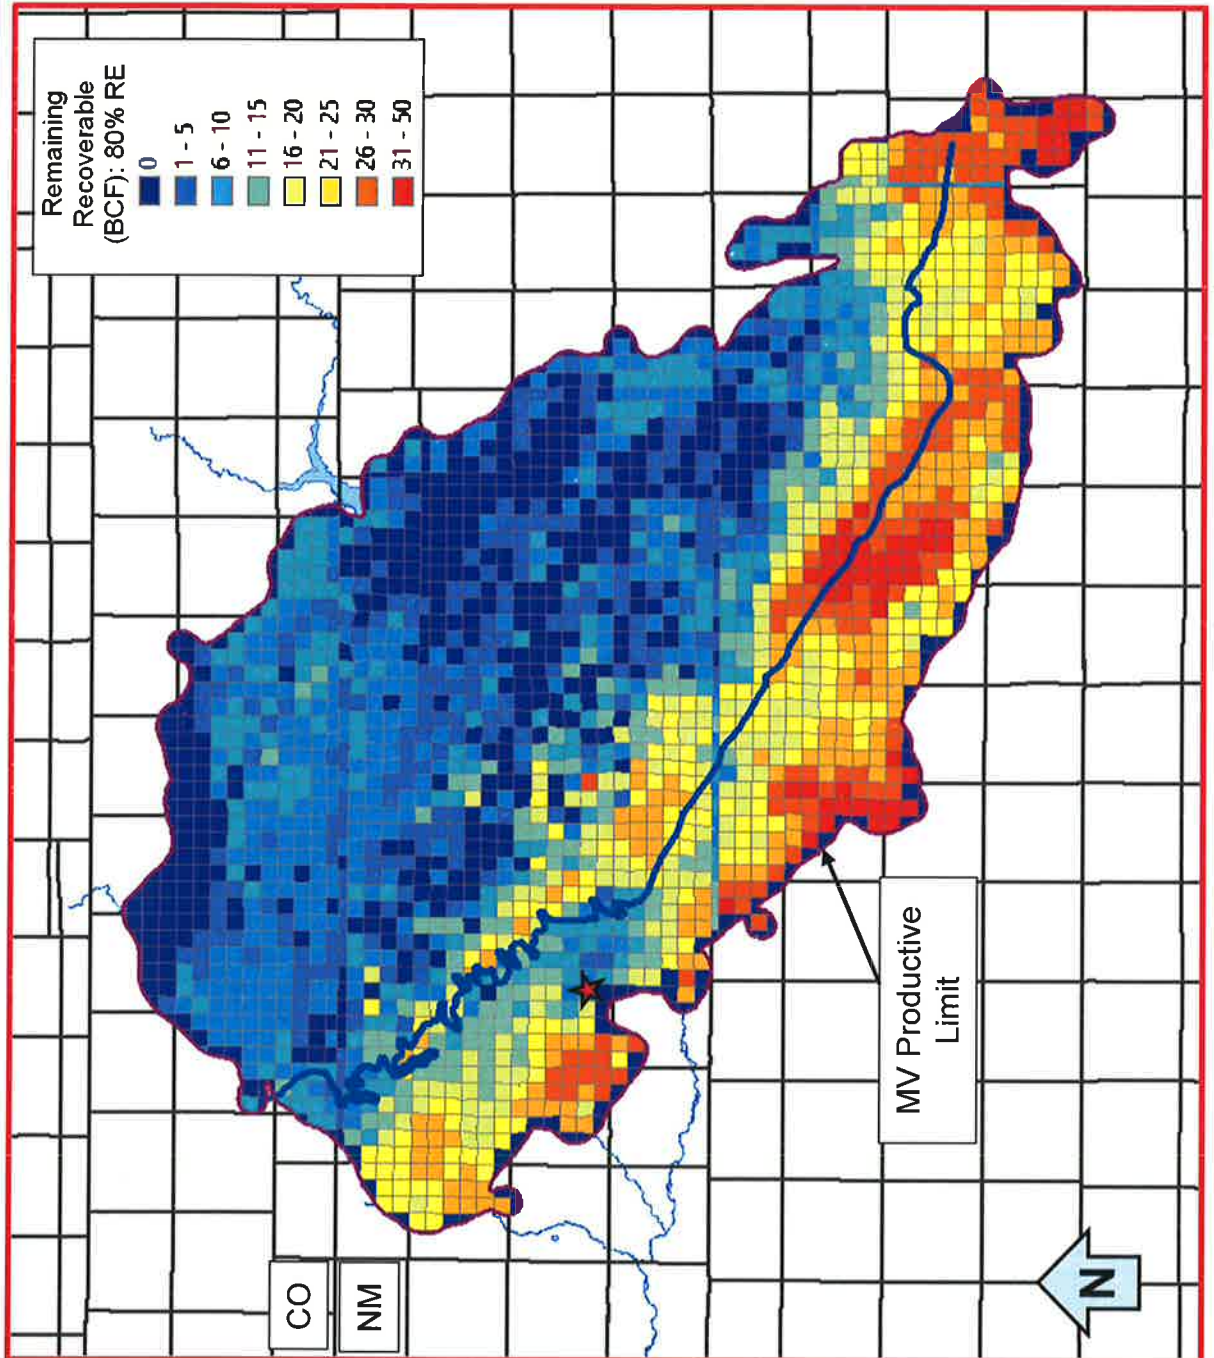 Remaining
Recoverable
(BCF): 80% RE
0
1 - 5
6 - 10
11 - 15
16 - 20
21 - 25
26 - 30
31 - 50
CO
NM
MV Productive
Limit
N